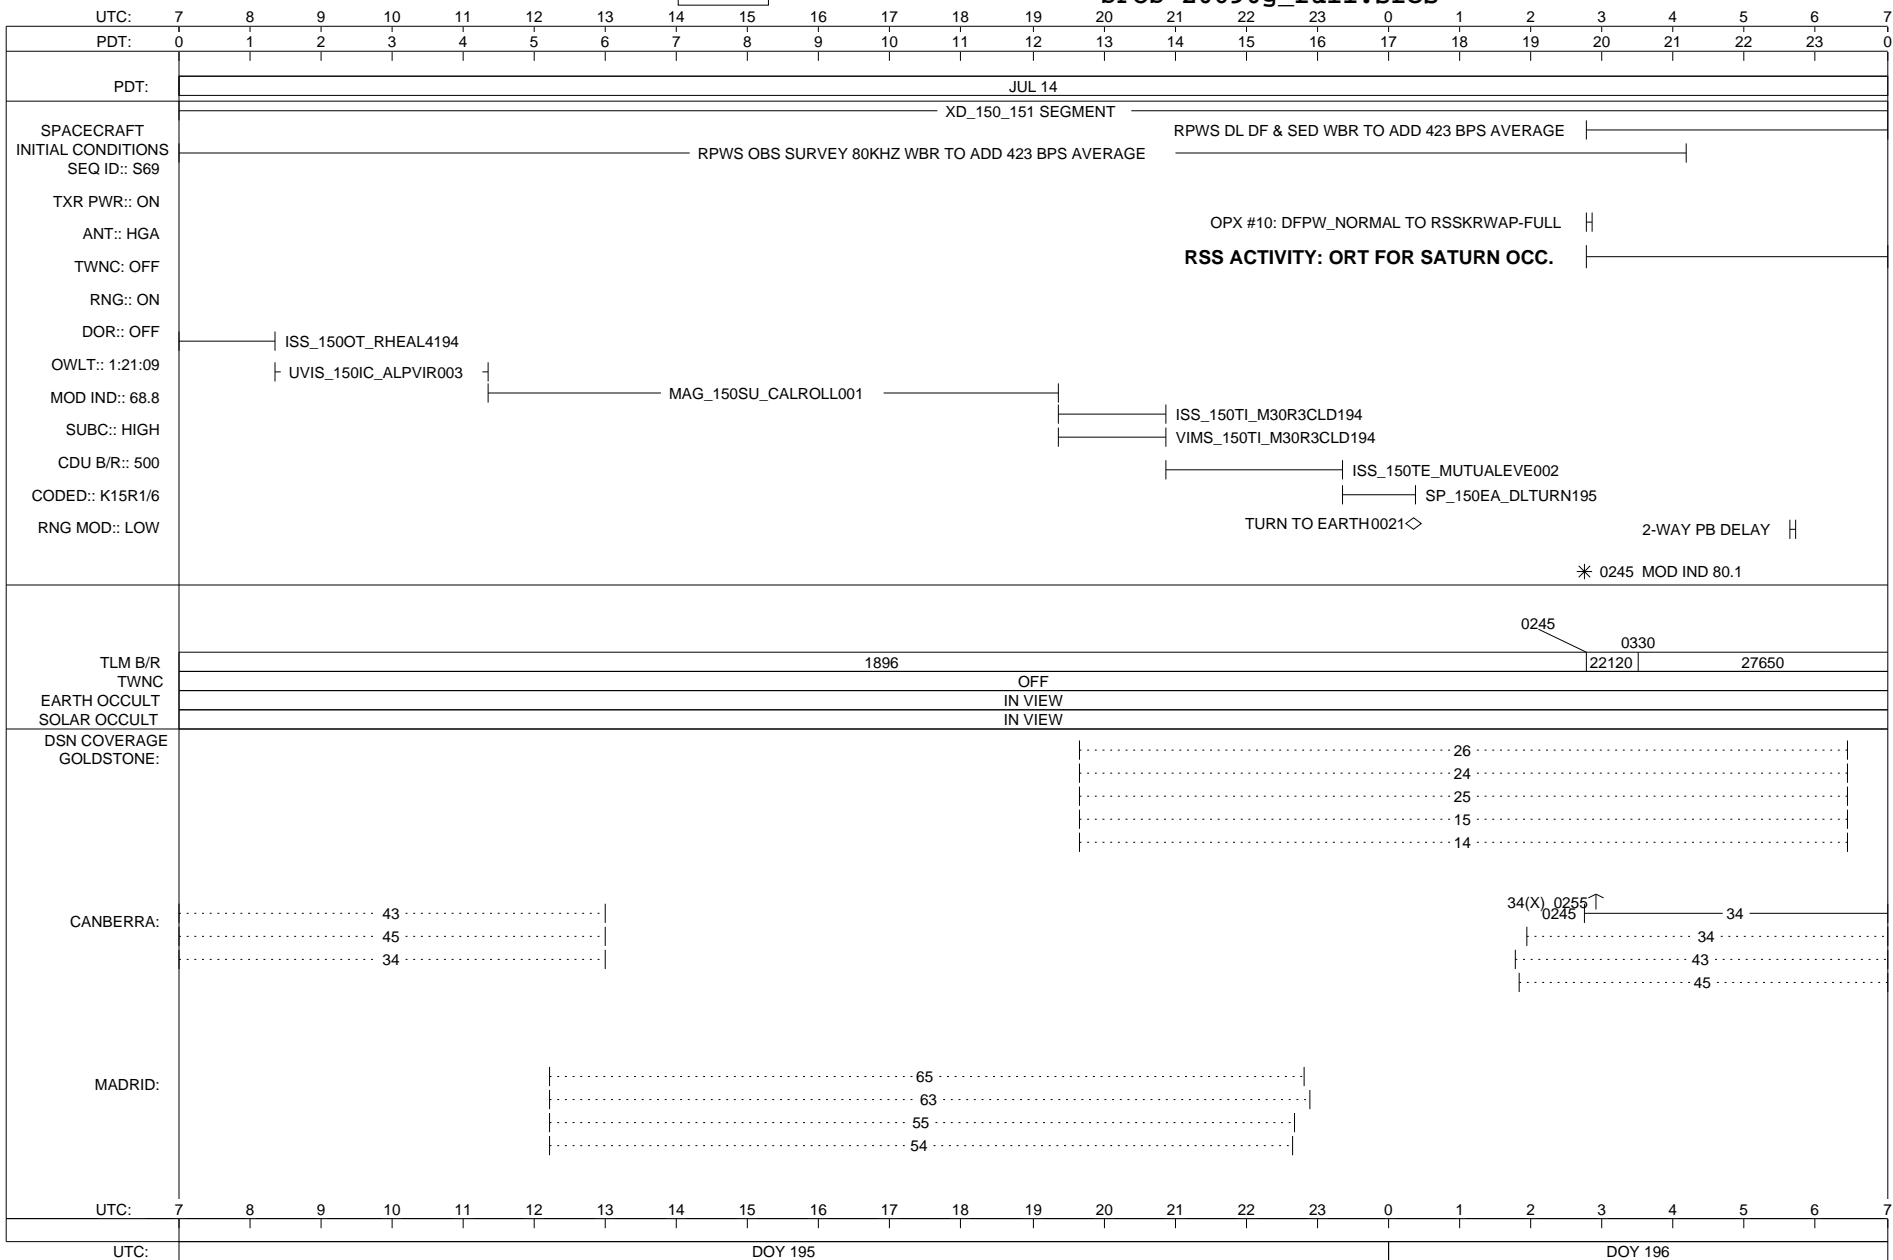 UTC: 7 8 9 10 11 12 13 14 15 16 17 18 19 20 21 22 23 0 1 2 3 4 5 6 7
PDT: 0 1 2 3 4 5 6 7 8 9 10 11 12 13 14 15 16 17 18 19 20 21 22 23 0
PDT: JUL 14
XD_150_151 SEGMENT
SPACECRAFT RPWS DL DF & SED WBR TO ADD 423 BPS AVERAGE
INITIAL CONDITIONS RPWS OBS SURVEY 80KHZ WBR TO ADD 423 BPS AVERAGE
SEQ ID:: S69
TXR PWR:: ON
OPX #10: DFPW_NORMAL TO RSSKRWAP-FULL
ANT:: HGA
RSS ACTIVITY: ORT FOR SATURN OCC.
TWNC: OFF
RNG:: ON
DOR:: OFF
ISS_150OT_RHEAL4194
OWLT:: 1:21:09
UVIS_150IC_ALPVIR003
MAG_150SU_CALROLL001
MOD IND:: 68.8
ISS_150TI_M30R3CLD194
SUBC:: HIGH
VIMS_150TI_M30R3CLD194
CDU B/R:: 500
ISS_150TE_MUTUALEVE002
CODED:: K15R1/6 SP_150EA_DLTURN195
RNG MOD:: LOW TURN TO EARTH0021 2-WAY PB DELAY
0245 MOD IND 80.1
0245
0330
TLM B/R 1896 22120 27650
TWNC OFF
EARTH OCCULT IN VIEW
SOLAR OCCULT IN VIEW
DSN COVERAGE
GOLDSTONE: 26
24
25
15
14
34(X) 0255
CANBERRA: 43 0245 34
45 34
34 43
45
MADRID: 65
63
55
54
UTC: 7 8 9 10 11 12 13 14 15 16 17 18 19 20 21 22 23 0 1 2 3 4 5 6 7
UTC: DOY 195 DOY 196